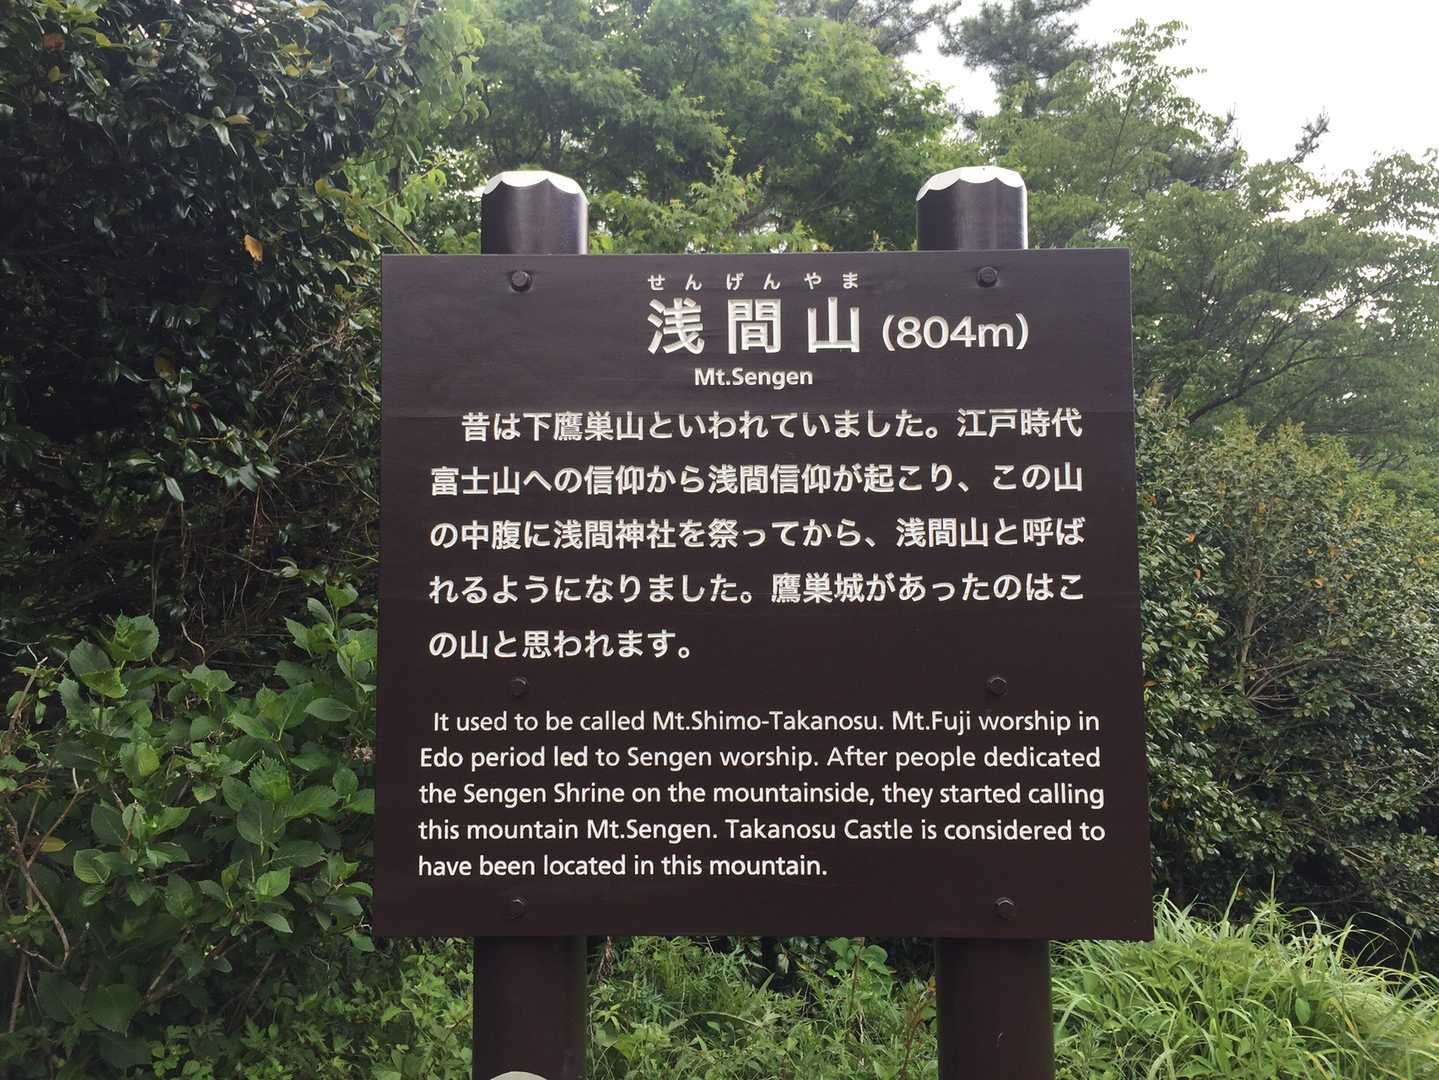 せんげんやま
浅間山 (804m)
Mt.Sengen
昔は下鷹巣山といわれていました。江戸時代
富士山への信仰から浅間信仰が起こり、この山
の中腹に浅間神社を祭ってから、浅間山と呼ば
れるようになりました。鷹巣城があったのはこ
の山と思われます。
It used to be called Mt.Shimo-Takanosu. Mt.Fuji worship in
Edo period led to Sengen worship. After people dedicated
the Sengen Shrine on the mountainside, they started calling
this mountain Mt.Sengen. Takanosu Castle is considered to
have been located in this mountain.